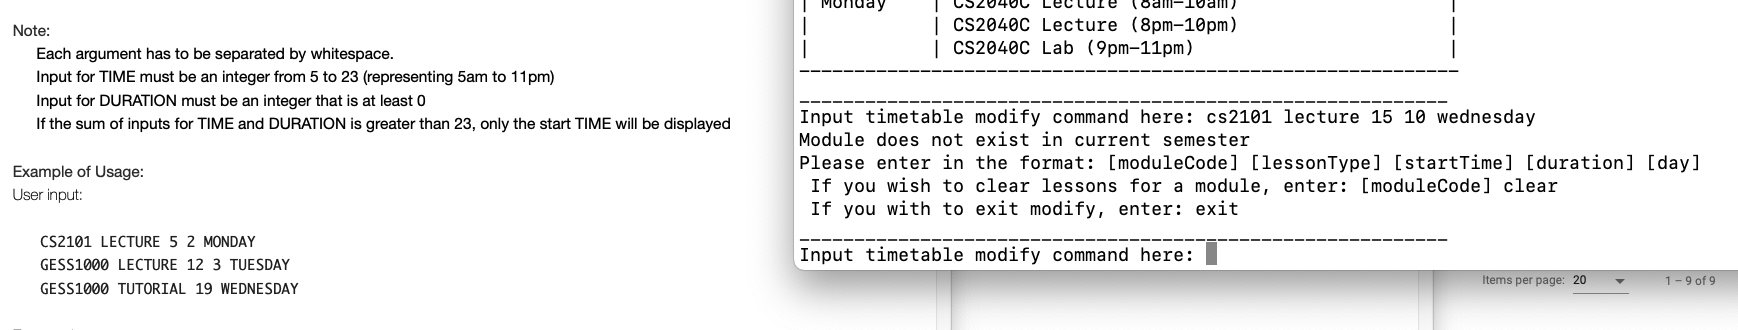 Note:
Each argument has to be separated by whitespace.
Input for TIME must be an integer from 5 to 23 (representing 5am to 11pm)
Input for DURATION must be an integer that is at least 0
If the sum of inputs for TIME and DURATION is greater than 23, only the start TIME will be displayed
Example of Usage:
User input:
CS2101 LECTURE 5 2 MONDAY
GESS1000 LECTURE 12 3 TUESDAY
GESS1000 TUTORIAL 19 WEDNESDAY
| Monday | CS2040C Lecture (8am-10am) |
| | CS2040C Lecture (8pm-10pm) |
| | CS2040C Lab (9pm-11pm) |
Input timetable modify command here: cs2101 lecture 15 10 wednesday
Module does not exist in current semester
Please enter in the format: [moduleCode] [lessonType] [startTime] [duration] [day]
If you wish to clear lessons for a module, enter: [moduleCode] clear
If you with to exit modify, enter: exit
Input timetable modify command here:
Items per page: 20 1 – 9 of 9